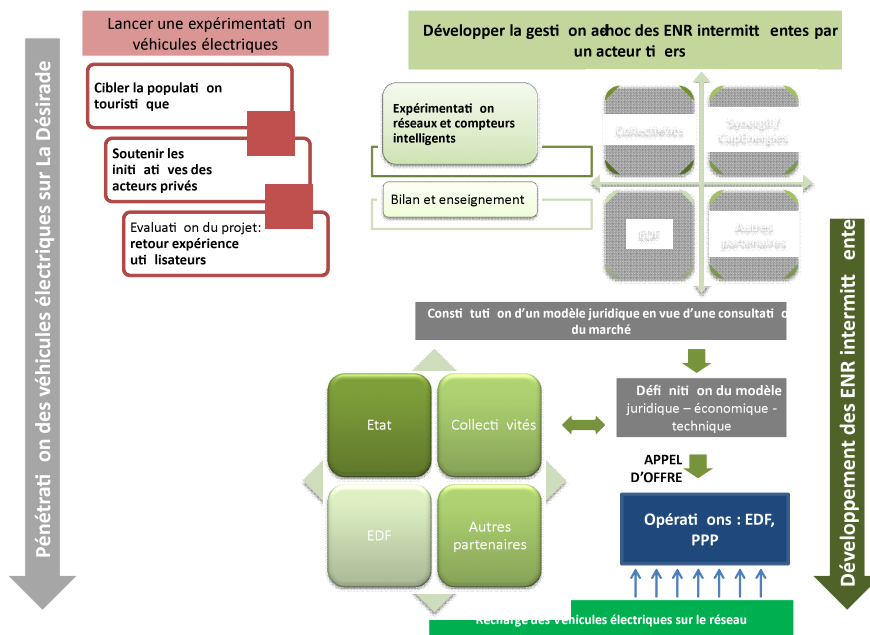 Lancer une expérimentati on
véhicules électriques
Cibler la populati on
touristi que
Soutenir les
initi ati ves des
acteurs privés
Evaluati on du projet:
retour expérience
uti lisateurs
Pénétrati on des véhicules électriques sur La Désirade
Développer la gesti on adhoc des ENR intermitt entes par
un acteur ti ers
Expérimentati on
réseaux et compteurs
intelligents
Bilan et enseignement
Collectivités
Synergil /
CapEnergies
EDF
Autres
partenaires
Consti tuti on d'un modèle juridique en vue d'une consultati o
du marché
Etat
Collecti vités
EDF
Autres
partenaires
Défi niti on du modèle
juridique – économique -
technique
APPEL
D'OFFRE
Opérati ons : EDF,
PPP
Recharge des véhicules électriques sur le réseau
Développement des ENR intermitt ente